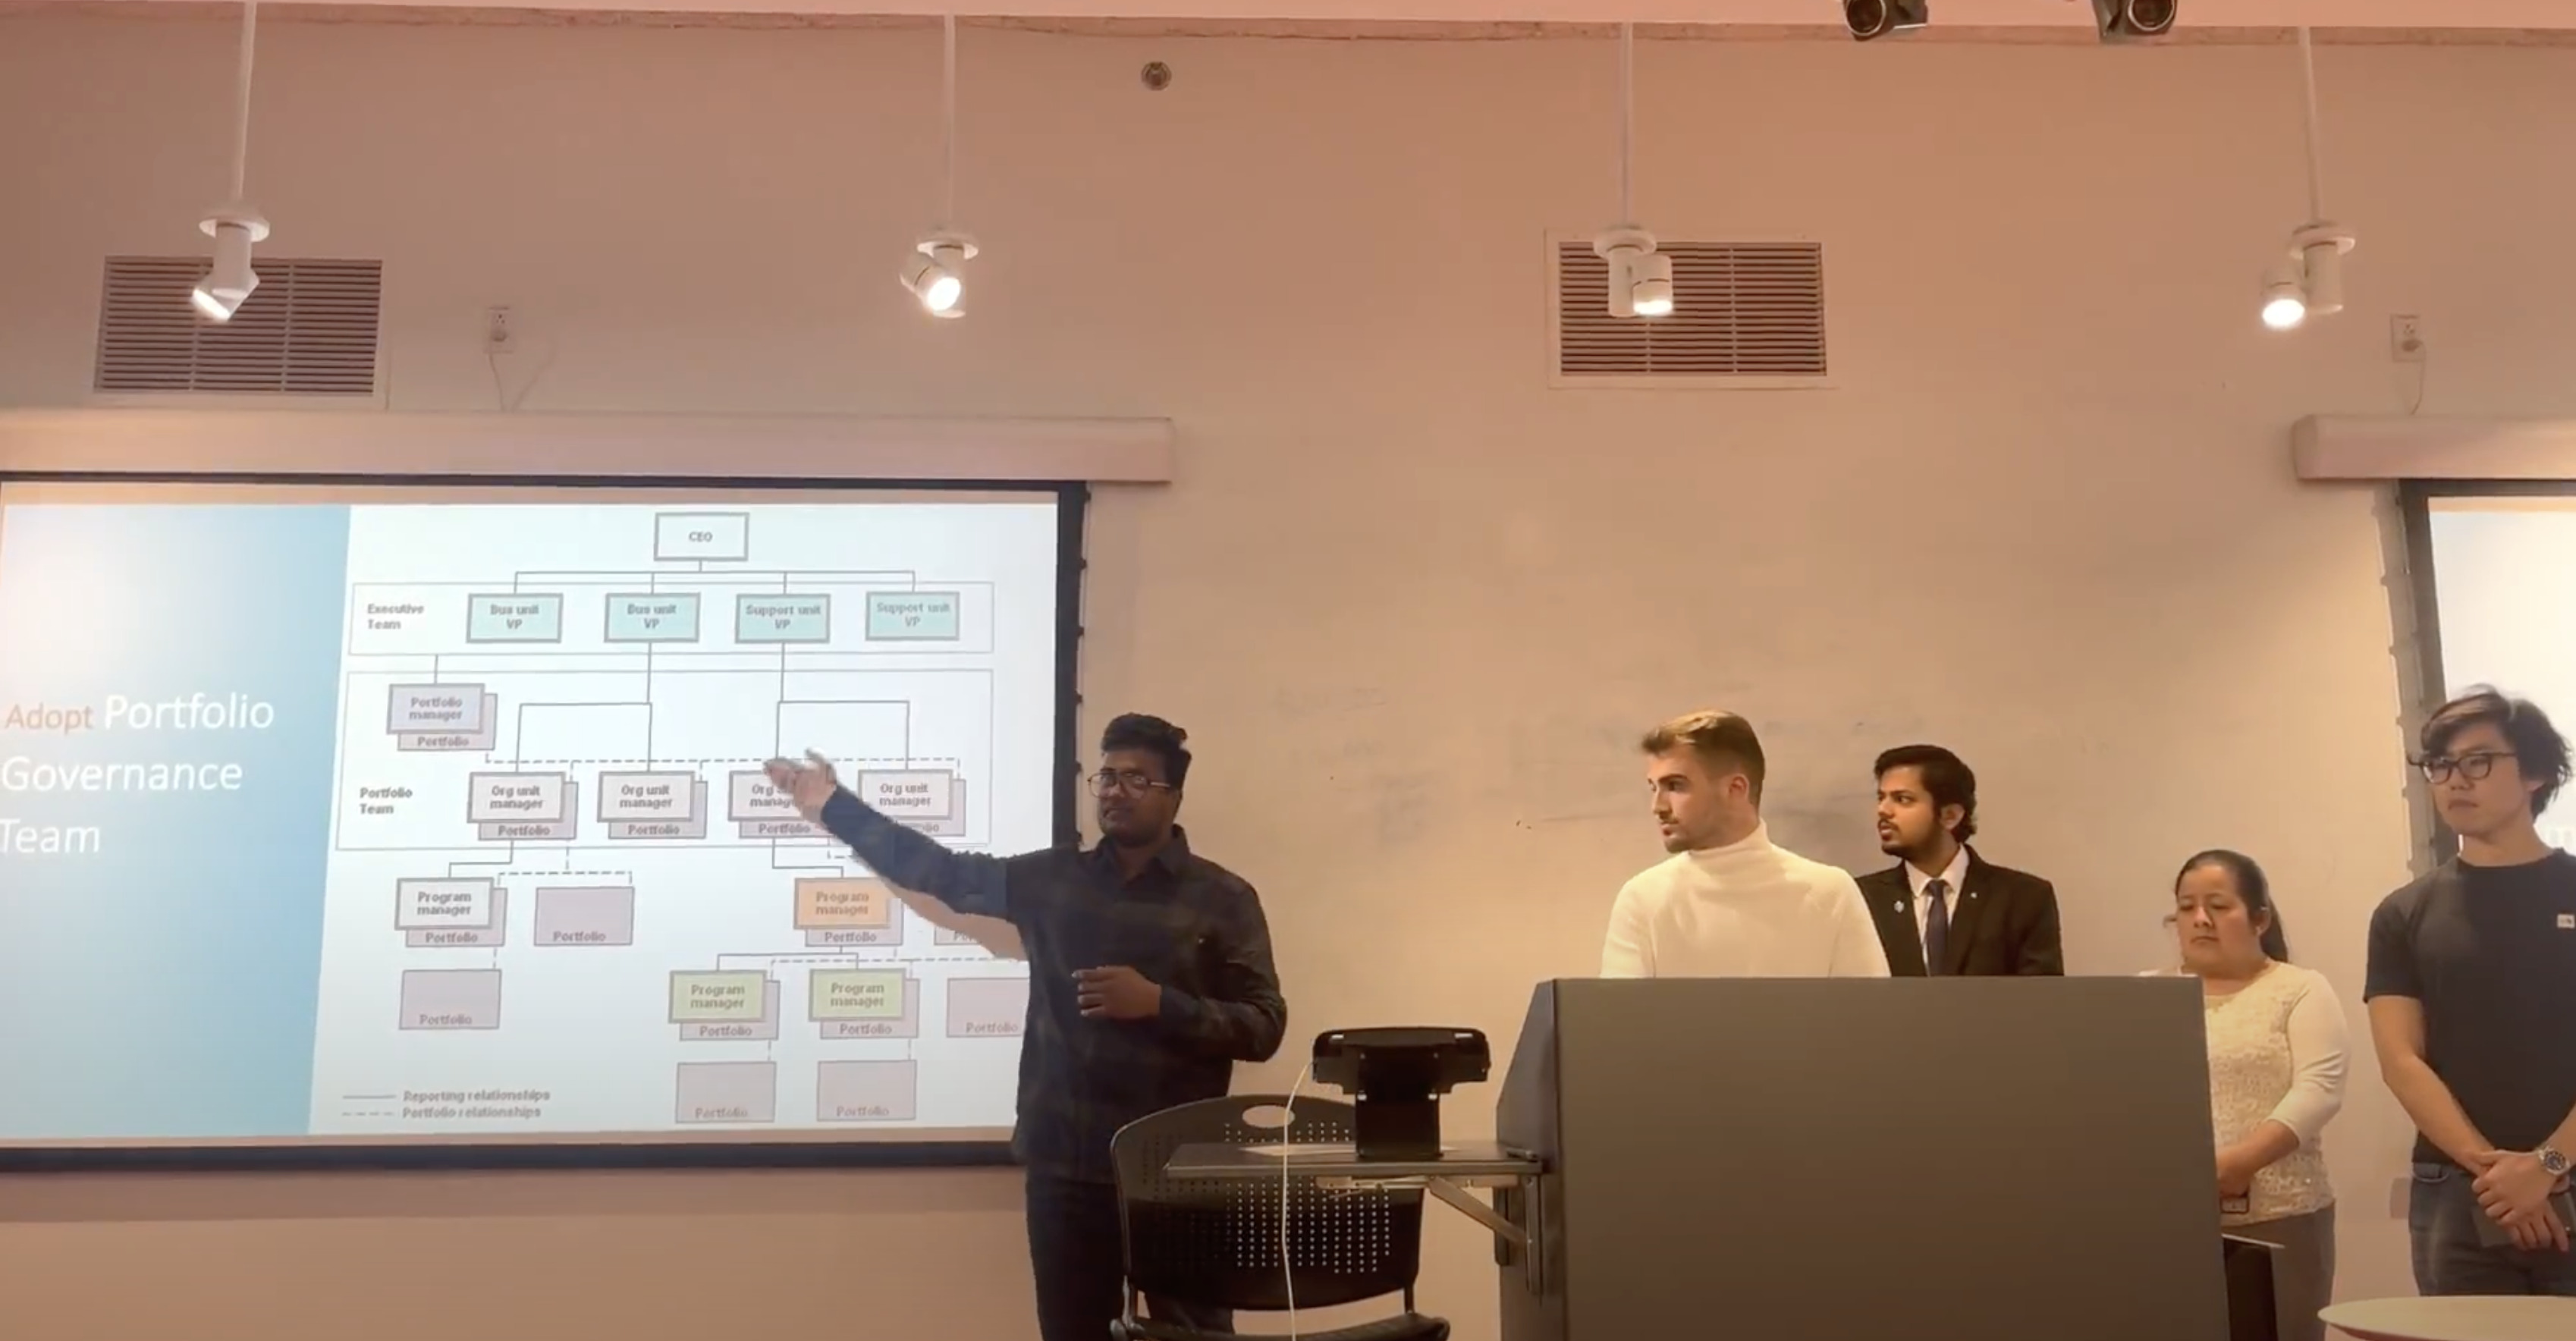 Adopt Portfolio
Governance
Team
CEO
Executive
Team
Bus unit
VP
Bus unit
VP
Support unit
VP
Support unit
VP
Portfolio
manager
Portfolio
Portfolio
Team
Org unit
manager
Portfolio
Org unit
manager
Portfolio
Org
Portfolio
Org unit
manager
Program
manager
Portfolio
Portfolio
Program
manager
Portfolio
Portfolio
Program
manager
Portfolio
Program
manager
Portfolio
Portfolio
Portfolio
Portfolio
Reporting relationships
Portfolio relationships